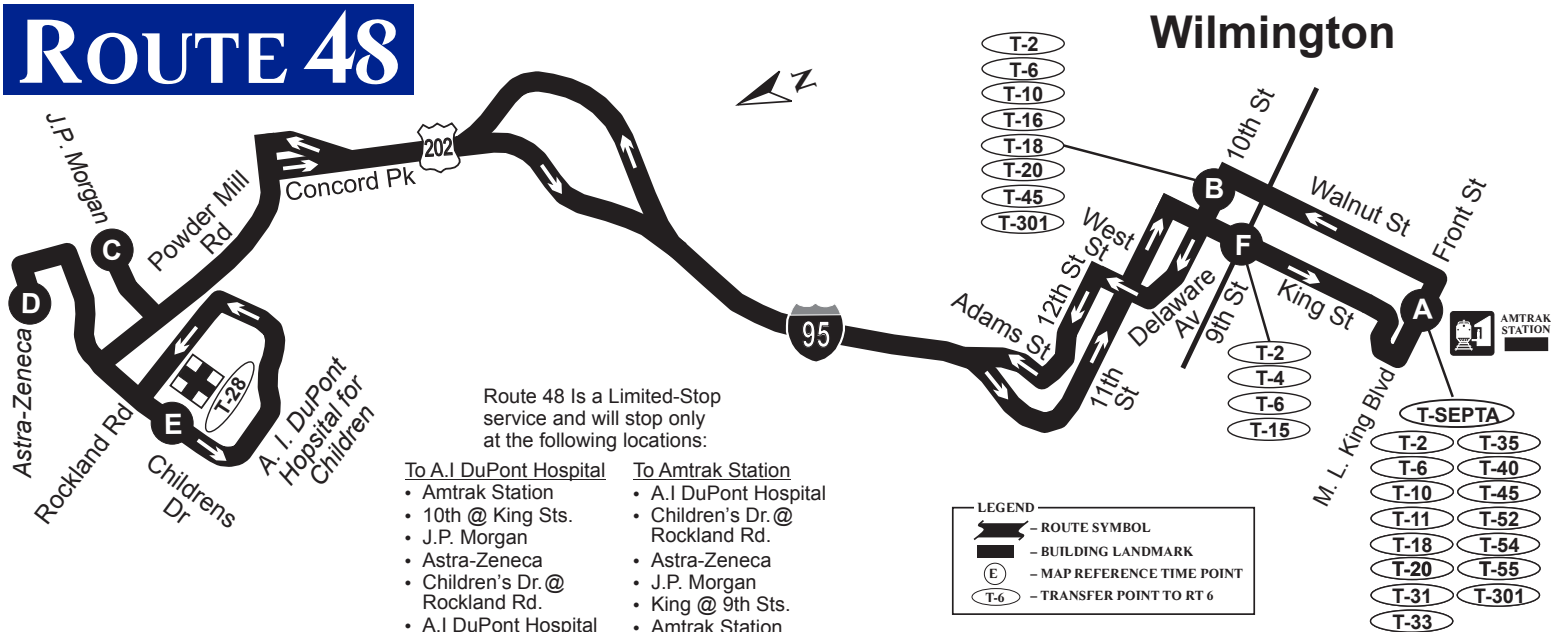 ROUTE 48
Wilmington
N
J.P. Morgan
C
Powder Mill
Rd
Concord Pk
202
D
Astra-Zeneca
Rockland Rd
E
T-28
Childrens
Dr
A. I. DuPont
Hopsital for
Children
95
Adams St
12th St
West
St
11th
St
Delaware
Av
9th St
10th St
B
F
King St
Walnut St
Front St
A
M. L. King Blvd
AMTRAK
STATION
T-2
T-6
T-10
T-16
T-18
T-20
T-45
T-301
T-2
T-4
T-6
T-15
T-SEPTA
T-2 T-35
T-6 T-40
T-10 T-45
T-11 T-52
T-18 T-54
T-20 T-55
T-31 T-301
T-33
Route 48 Is a Limited-Stop
service and will stop only
at the following locations:
To A.I DuPont Hospital
• Amtrak Station
• 10th @ King Sts.
• J.P. Morgan
• Astra-Zeneca
• Children's Dr. @
Rockland Rd.
• A.I DuPont Hospital
To Amtrak Station
• A.I DuPont Hospital
• Children's Dr. @
Rockland Rd.
• Astra-Zeneca
• J.P. Morgan
• King @ 9th Sts.
• Amtrak Station
LEGEND
– ROUTE SYMBOL
– BUILDING LANDMARK
E – MAP REFERENCE TIME POINT
T-6 – TRANSFER POINT TO RT 6